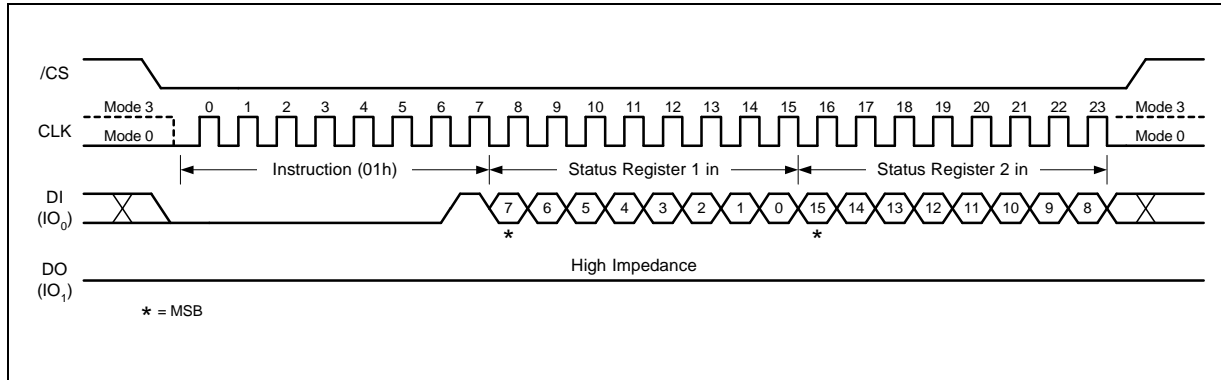 /CS
Mode 3 0 1 2 3 4 5 6 7 8 9 10 11 12 13 14 15 16 17 18 19 20 21 22 23 Mode 3
CLK Mode 0 Mode 0
Instruction (01h) Status Register 1 in Status Register 2 in
DI
(IO0)
7 6 5 4 3 2 1 0 15 14 13 12 11 10 9 8
* *
High Impedance
DO
(IO1)
* = MSB